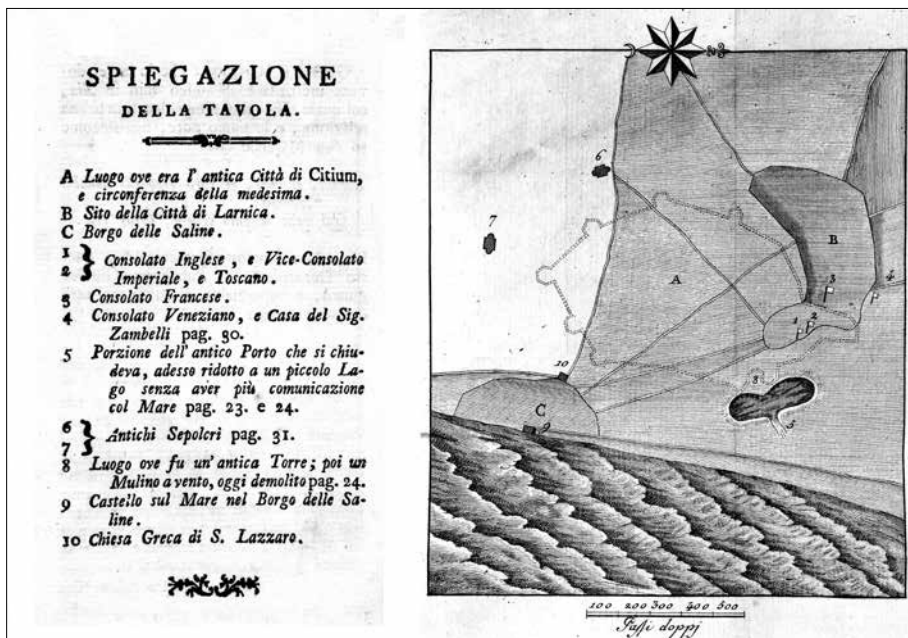 SPIEGAZIONE
DELLA TAVOLA.
A Luogo ove era l' antica Città di Citium,
e circonferenza della medesima.
B Sito della Città di Larnica.
C Borgo delle Saline.
1 } Consolato Inglese, e Vice-Consolato
2 } Imperiale, e Toscano.
3 Consolato Francese.
4 Consolato Veneziano, e Casa del Sig.
Zambelli pag. 30.
5 Porzione dell' antico Porto che si chiu-
deva, adesso ridotto a un piccolo La-
go senza aver più comunicazione
col Mare pag. 23. e 24.
6 } Antichi Sepolcri pag. 31.
7 }
8 Luogo ove fu un' antica Torre; poi un
Mulino a vento, oggi demolito pag. 24.
9 Castello sul Mare nel Borgo delle Sa-
line.
10 Chiesa Greca di S. Lazzaro.
6
7
B
A
3
4
1 2
10
8
C
9
5
100 200 300 400 500
Passi doppj